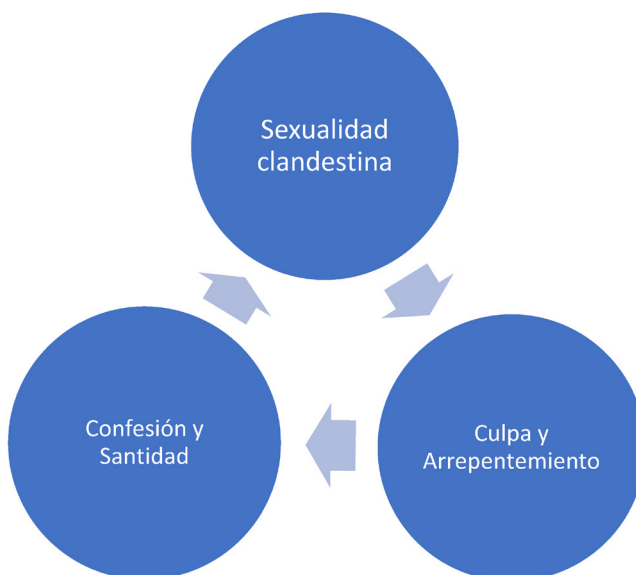 Sexualidad
clandestina
Confesión y
Santidad
Culpa y
Arrepentemiento